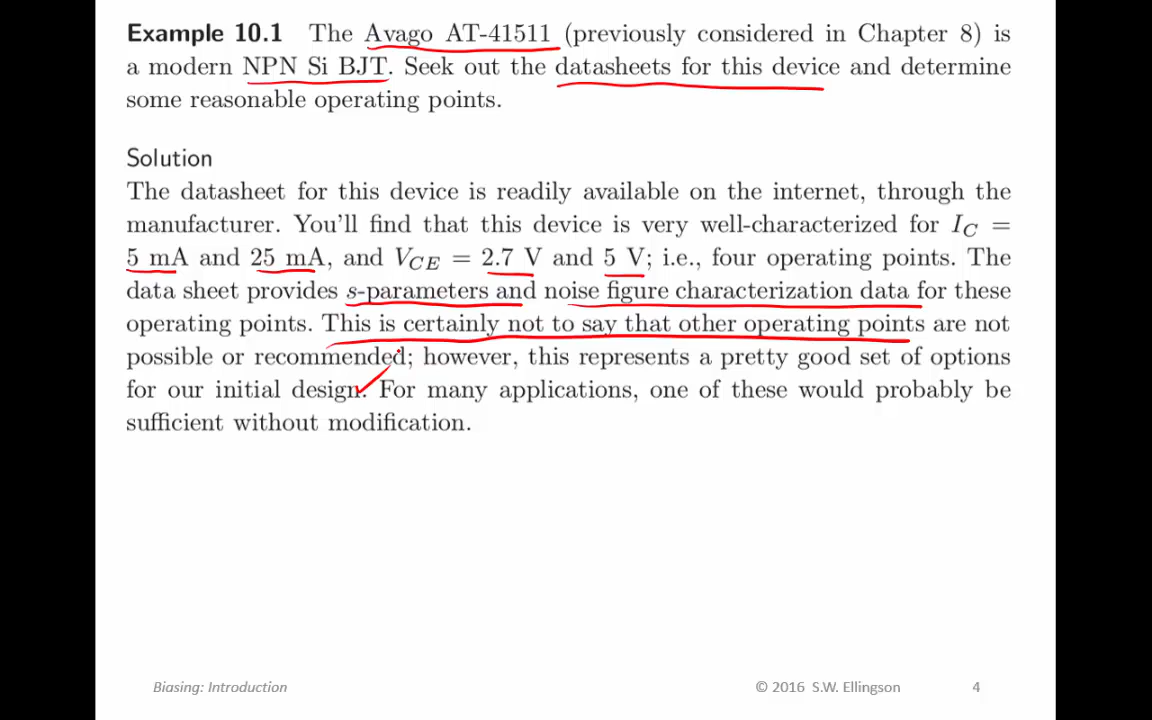 Example 10.1 The Avago AT-41511 (previously considered in Chapter 8) is
a modern NPN Si BJT. Seek out the datasheets for this device and determine
some reasonable operating points.
Solution
The datasheet for this device is readily available on the internet, through the
manufacturer. You'll find that this device is very well-characterized for I_C =
5 mA and 25 mA, and V_CE = 2.7 V and 5 V; i.e., four operating points. The
data sheet provides s-parameters and noise figure characterization data for these
operating points. This is certainly not to say that other operating points are not
possible or recommended; however, this represents a pretty good set of options
for our initial design. For many applications, one of these would probably be
sufficient without modification.
Biasing: Introduction
© 2016 S.W. Ellingson
4